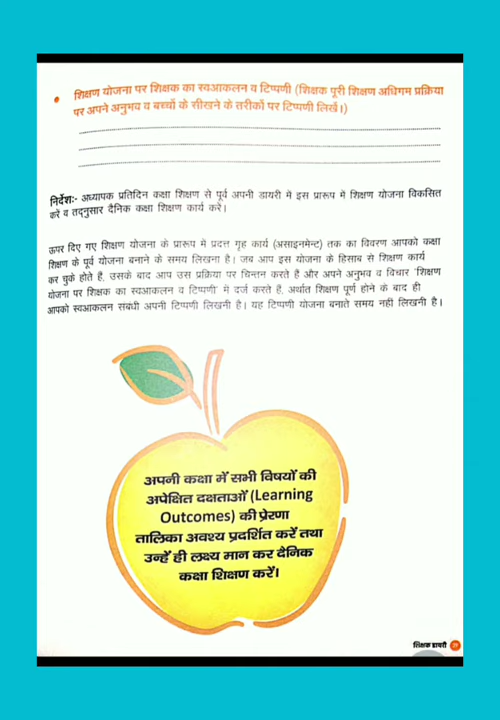 • शिक्षण योजना पर शिक्षक का स्वआकलन व टिप्पणी (शिक्षक पूरी शिक्षण अधिगम प्रक्रिया
पर अपने अनुभव व बच्चों के सीखने के तरीकों पर टिप्पणी लिखें।)
निर्देशः- अध्यापक प्रतिदिन कक्षा शिक्षण से पूर्व अपनी डायरी में इस प्रारूप में शिक्षण योजना विकसित
करें व तद्नुसार दैनिक कक्षा शिक्षण कार्य करें।
ऊपर दिए गए शिक्षण योजना के प्रारूप में प्रदत्त गृह कार्य (असाइनमेन्ट) तक का विवरण आपको कक्षा
शिक्षण के पूर्व योजना बनाने के समय लिखना है। जब आप इस योजना के हिसाब से शिक्षण कार्य
कर चुके होते हैं, उसके बाद आप उस प्रक्रिया पर चिन्तन करते हैं और अपने अनुभव व विचार 'शिक्षण
योजना पर शिक्षक का स्वआकलन व टिप्पणी' में दर्ज करते हैं, अर्थात शिक्षण पूर्ण होने के बाद ही
आपको स्वआकलन संबंधी अपनी टिप्पणी लिखनी है। यह टिप्पणी योजना बनाते समय नहीं लिखनी है।
अपनी कक्षा में सभी विषयों की
अपेक्षित दक्षताओं (Learning
Outcomes) की प्रेरणा
तालिका अवश्य प्रदर्शित करें तथा
उन्हें ही लक्ष्य मान कर दैनिक
कक्षा शिक्षण करें।
शिक्षक डायरी